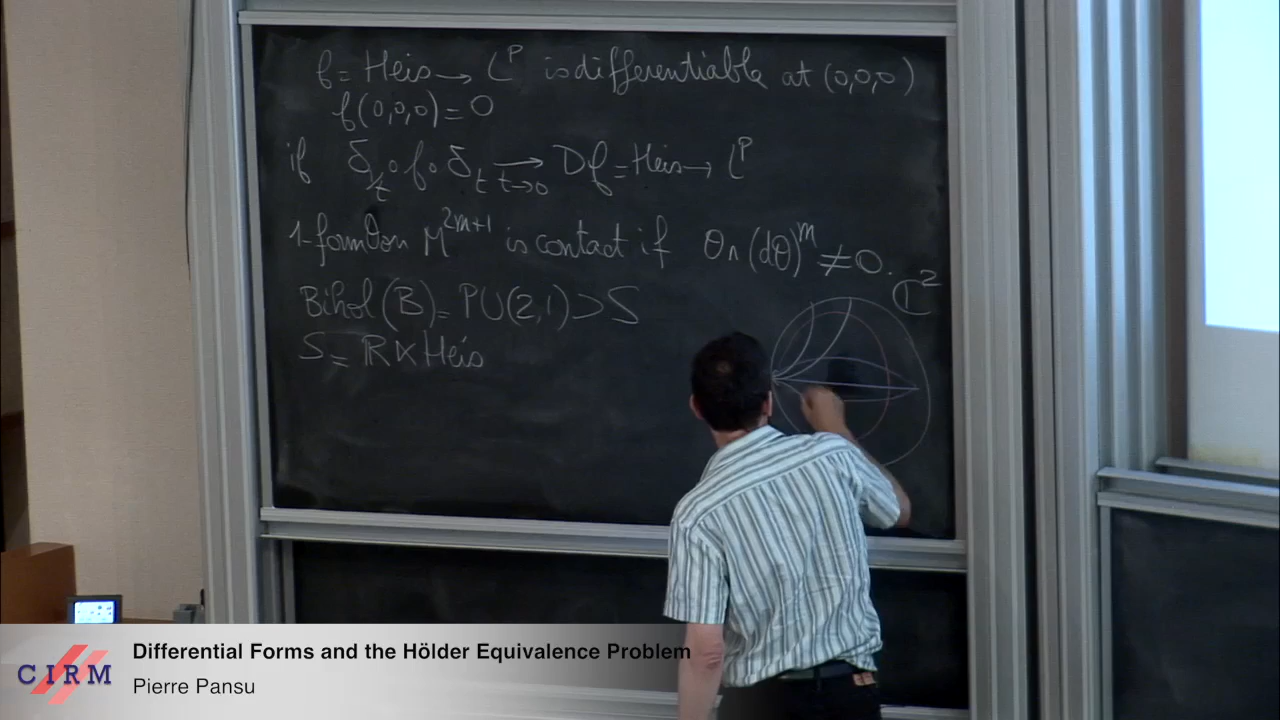 f = Heis → L^p is differentiable at (0,0,0)
f(0,0,0) = 0
if δ_{1/t} ∘ f ∘ δ_t →_{t→0} Df = Heis → L^p
1-form θ on M^{2m+1} is contact if θ ∧ (dθ)^m ≠ 0.
ℂ^2
Bihol(B) = PU(2,1) > S
S = ℝ ⋉ Heis
CIRM
Differential Forms and the Hölder Equivalence Problem
Pierre Pansu